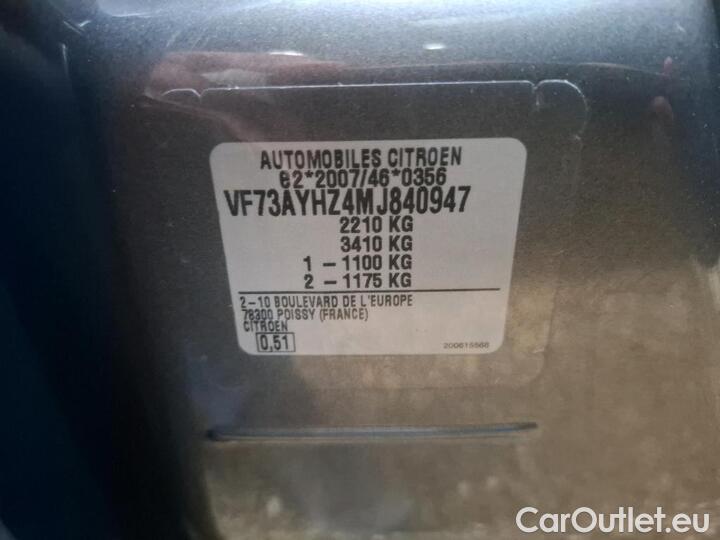 AUTOMOBILES CITROEN
e2*2007/46*0356
VF73AYHZ4MJ840947
2210 KG
3410 KG
1 - 1100 KG
2 - 1175 KG
2-10 BOULEVARD DE L'EUROPE
78300 POISSY (FRANCE)
CITROEN
0,51
200615568
CarOutlet.eu